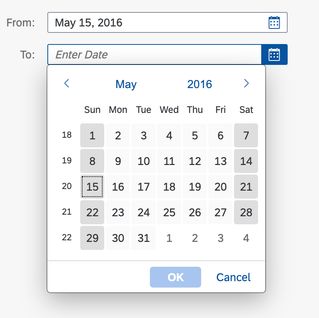 From: May 15, 2016
To: Enter Date
May 2016
Sun Mon Tue Wed Thu Fri Sat
18 1 2 3 4 5 6 7
19 8 9 10 11 12 13 14
20 15 16 17 18 19 20 21
21 22 23 24 25 26 27 28
22 29 30 31 1 2 3 4
OK Cancel